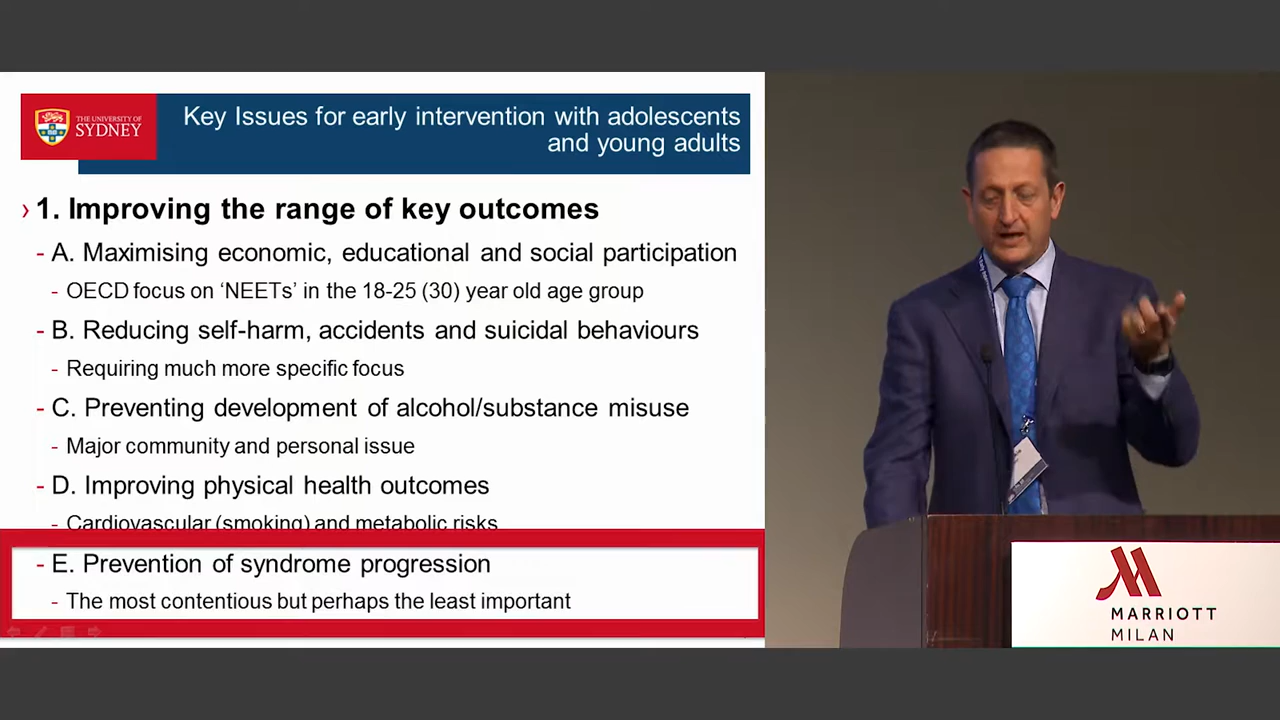 THE UNIVERSITY OF
SYDNEY
Key Issues for early intervention with adolescents
and young adults
› 1. Improving the range of key outcomes
- A. Maximising economic, educational and social participation
- OECD focus on ‘NEETs’ in the 18-25 (30) year old age group
- B. Reducing self-harm, accidents and suicidal behaviours
- Requiring much more specific focus
- C. Preventing development of alcohol/substance misuse
- Major community and personal issue
- D. Improving physical health outcomes
- Cardiovascular (smoking) and metabolic risks
- E. Prevention of syndrome progression
- The most contentious but perhaps the least important
MARRIOTT
MILAN